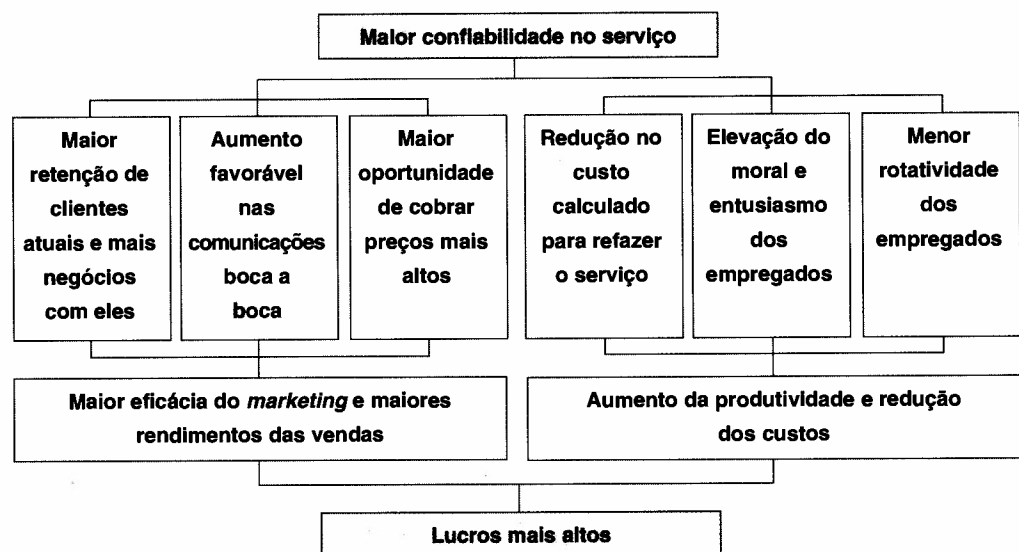 Maior confiabilidade no serviço
Maior
retenção de
clientes
atuais e mais
negócios
com eles
Aumento
favorável
nas
comunicações
boca a
boca
Maior
oportunidade
de cobrar
preços mais
altos
Redução no
custo
calculado
para refazer
o serviço
Elevação do
moral e
entusiasmo
dos
empregados
Menor
rotatividade
dos
empregados
Maior eficácia do marketing e maiores
rendimentos das vendas
Aumento da produtividade e redução
dos custos
Lucros mais altos